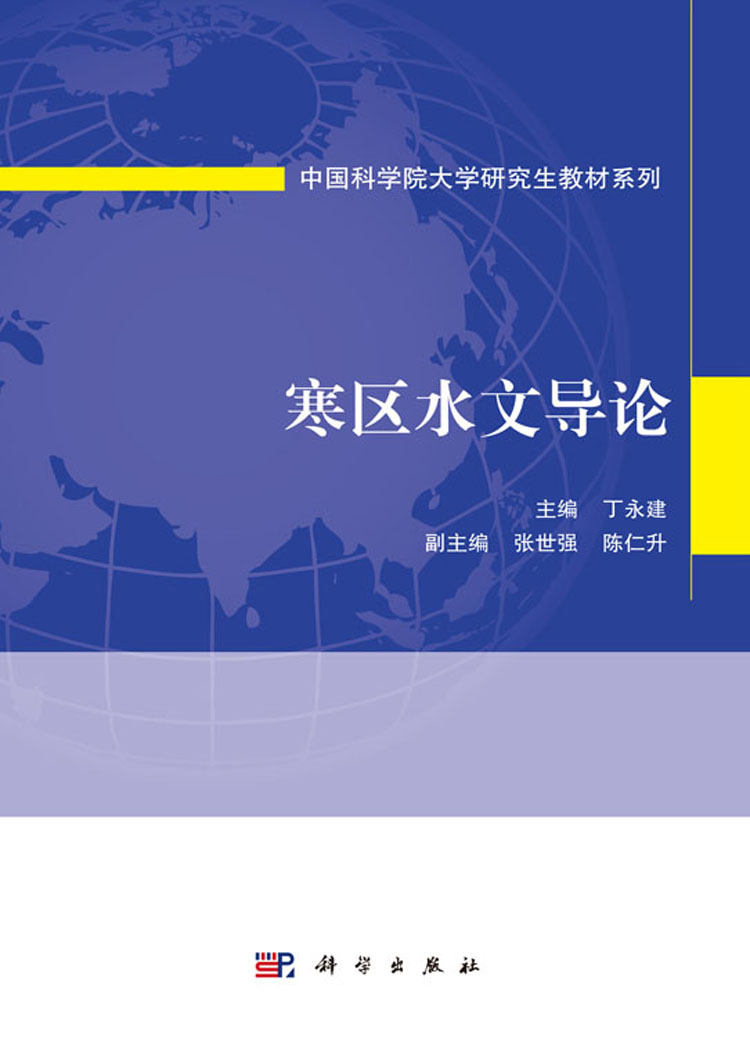 中国科学院大学研究生教材系列
寒区水文导论
主编 丁永建
副主编 张世强 陈仁升
科学出版社